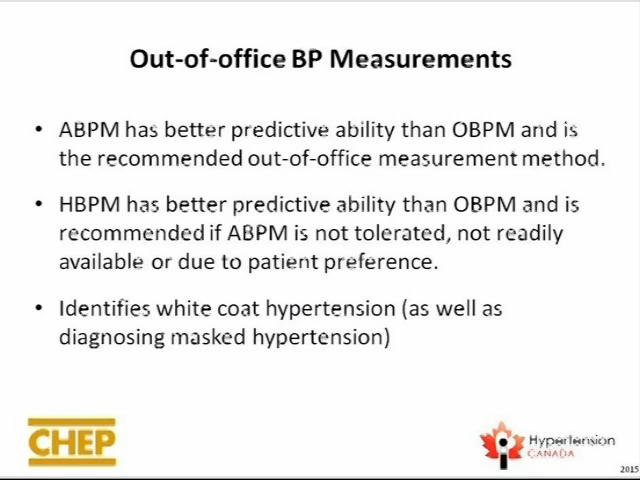 Out-of-office BP Measurements
• ABPM has better predictive ability than OBPM and is
the recommended out-of-office measurement method.
• HBPM has better predictive ability than OBPM and is
recommended if ABPM is not tolerated, not readily
available or due to patient preference.
• Identifies white coat hypertension (as well as
diagnosing masked hypertension)
CHEP
Hypertension
CANADA
2015